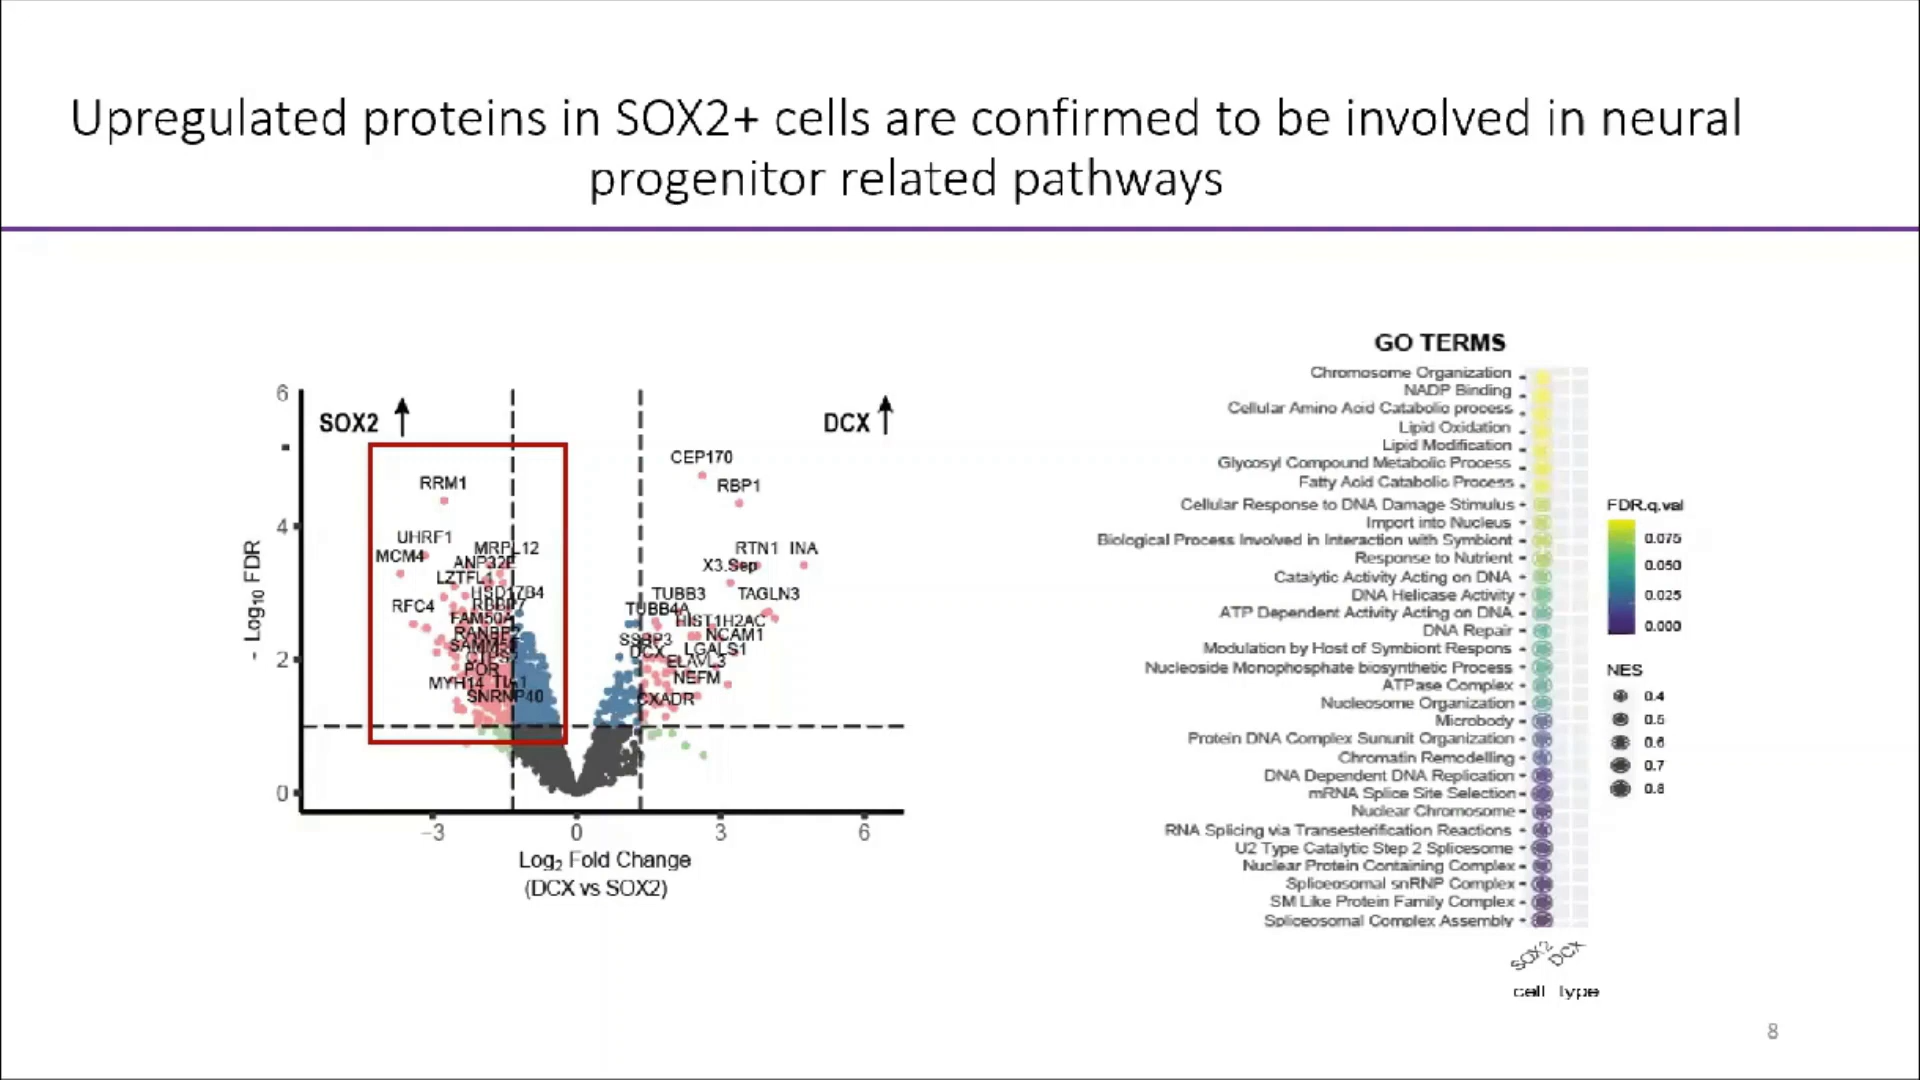 Upregulated proteins in SOX2+ cells are confirmed to be involved in neural
progenitor related pathways
SOX2
DCX
6
4
2
0
- Log10 FDR
-3
0
3
6
Log2 Fold Change
(DCX vs SOX2)
RRM1
UHRF1
MCM4
MRPL12
LZTFL1
HSD17B4
RFC4
FAM50A
RANBP2
POR
MYH14
TIA1
SNRNP40
CEP170
RBP1
RTN1 INA
X3.Sep
TUBB3
TAGLN3
TUBB4A
HIST1H2AC
NCAM1
SSBP3
DCX
LGALS1
ELAVL3
NEFM
CXADR
GO TERMS
Chromosome Organization
NADP Binding
Cellular Amino Acid Catabolic process
Lipid Oxidation
Lipid Modification
Glycosyl Compound Metabolic Process
Fatty Acid Catabolic Process
Cellular Response to DNA Damage Stimulus
Import into Nucleus
Biological Process Involved in Interaction with Symbiont
Response to Nutrient
Catalytic Activity Acting on DNA
DNA Helicase Activity
ATP Dependent Activity Acting on DNA
DNA Repair
Modulation by Host of Symbiont Respons
Nucleoside Monophosphate biosynthetic Process
ATPase Complex
Nucleosome Organization
Microbody
Protein DNA Complex Sununit Organization
Chromatin Remodelling
DNA Dependent DNA Replication
mRNA Splice Site Selection
Nuclear Chromosome
RNA Splicing via Transesterification Reactions
U2 Type Catalytic Step 2 Splicesome
Nuclear Protein Containing Complex
Spliceosomal snRNP Complex
SM Like Protein Family Complex
Spliceosomal Complex Assembly
SOX2
DCX
cell type
FDR.q.val
0.075
0.050
0.025
0.000
NES
0.4
0.5
0.6
0.7
0.8
8